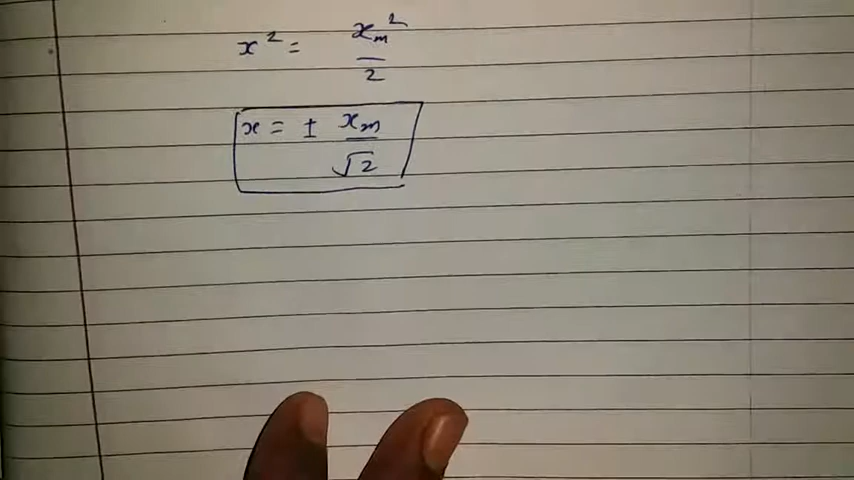 x² = xₘ²/2
x = ± xₘ/√2